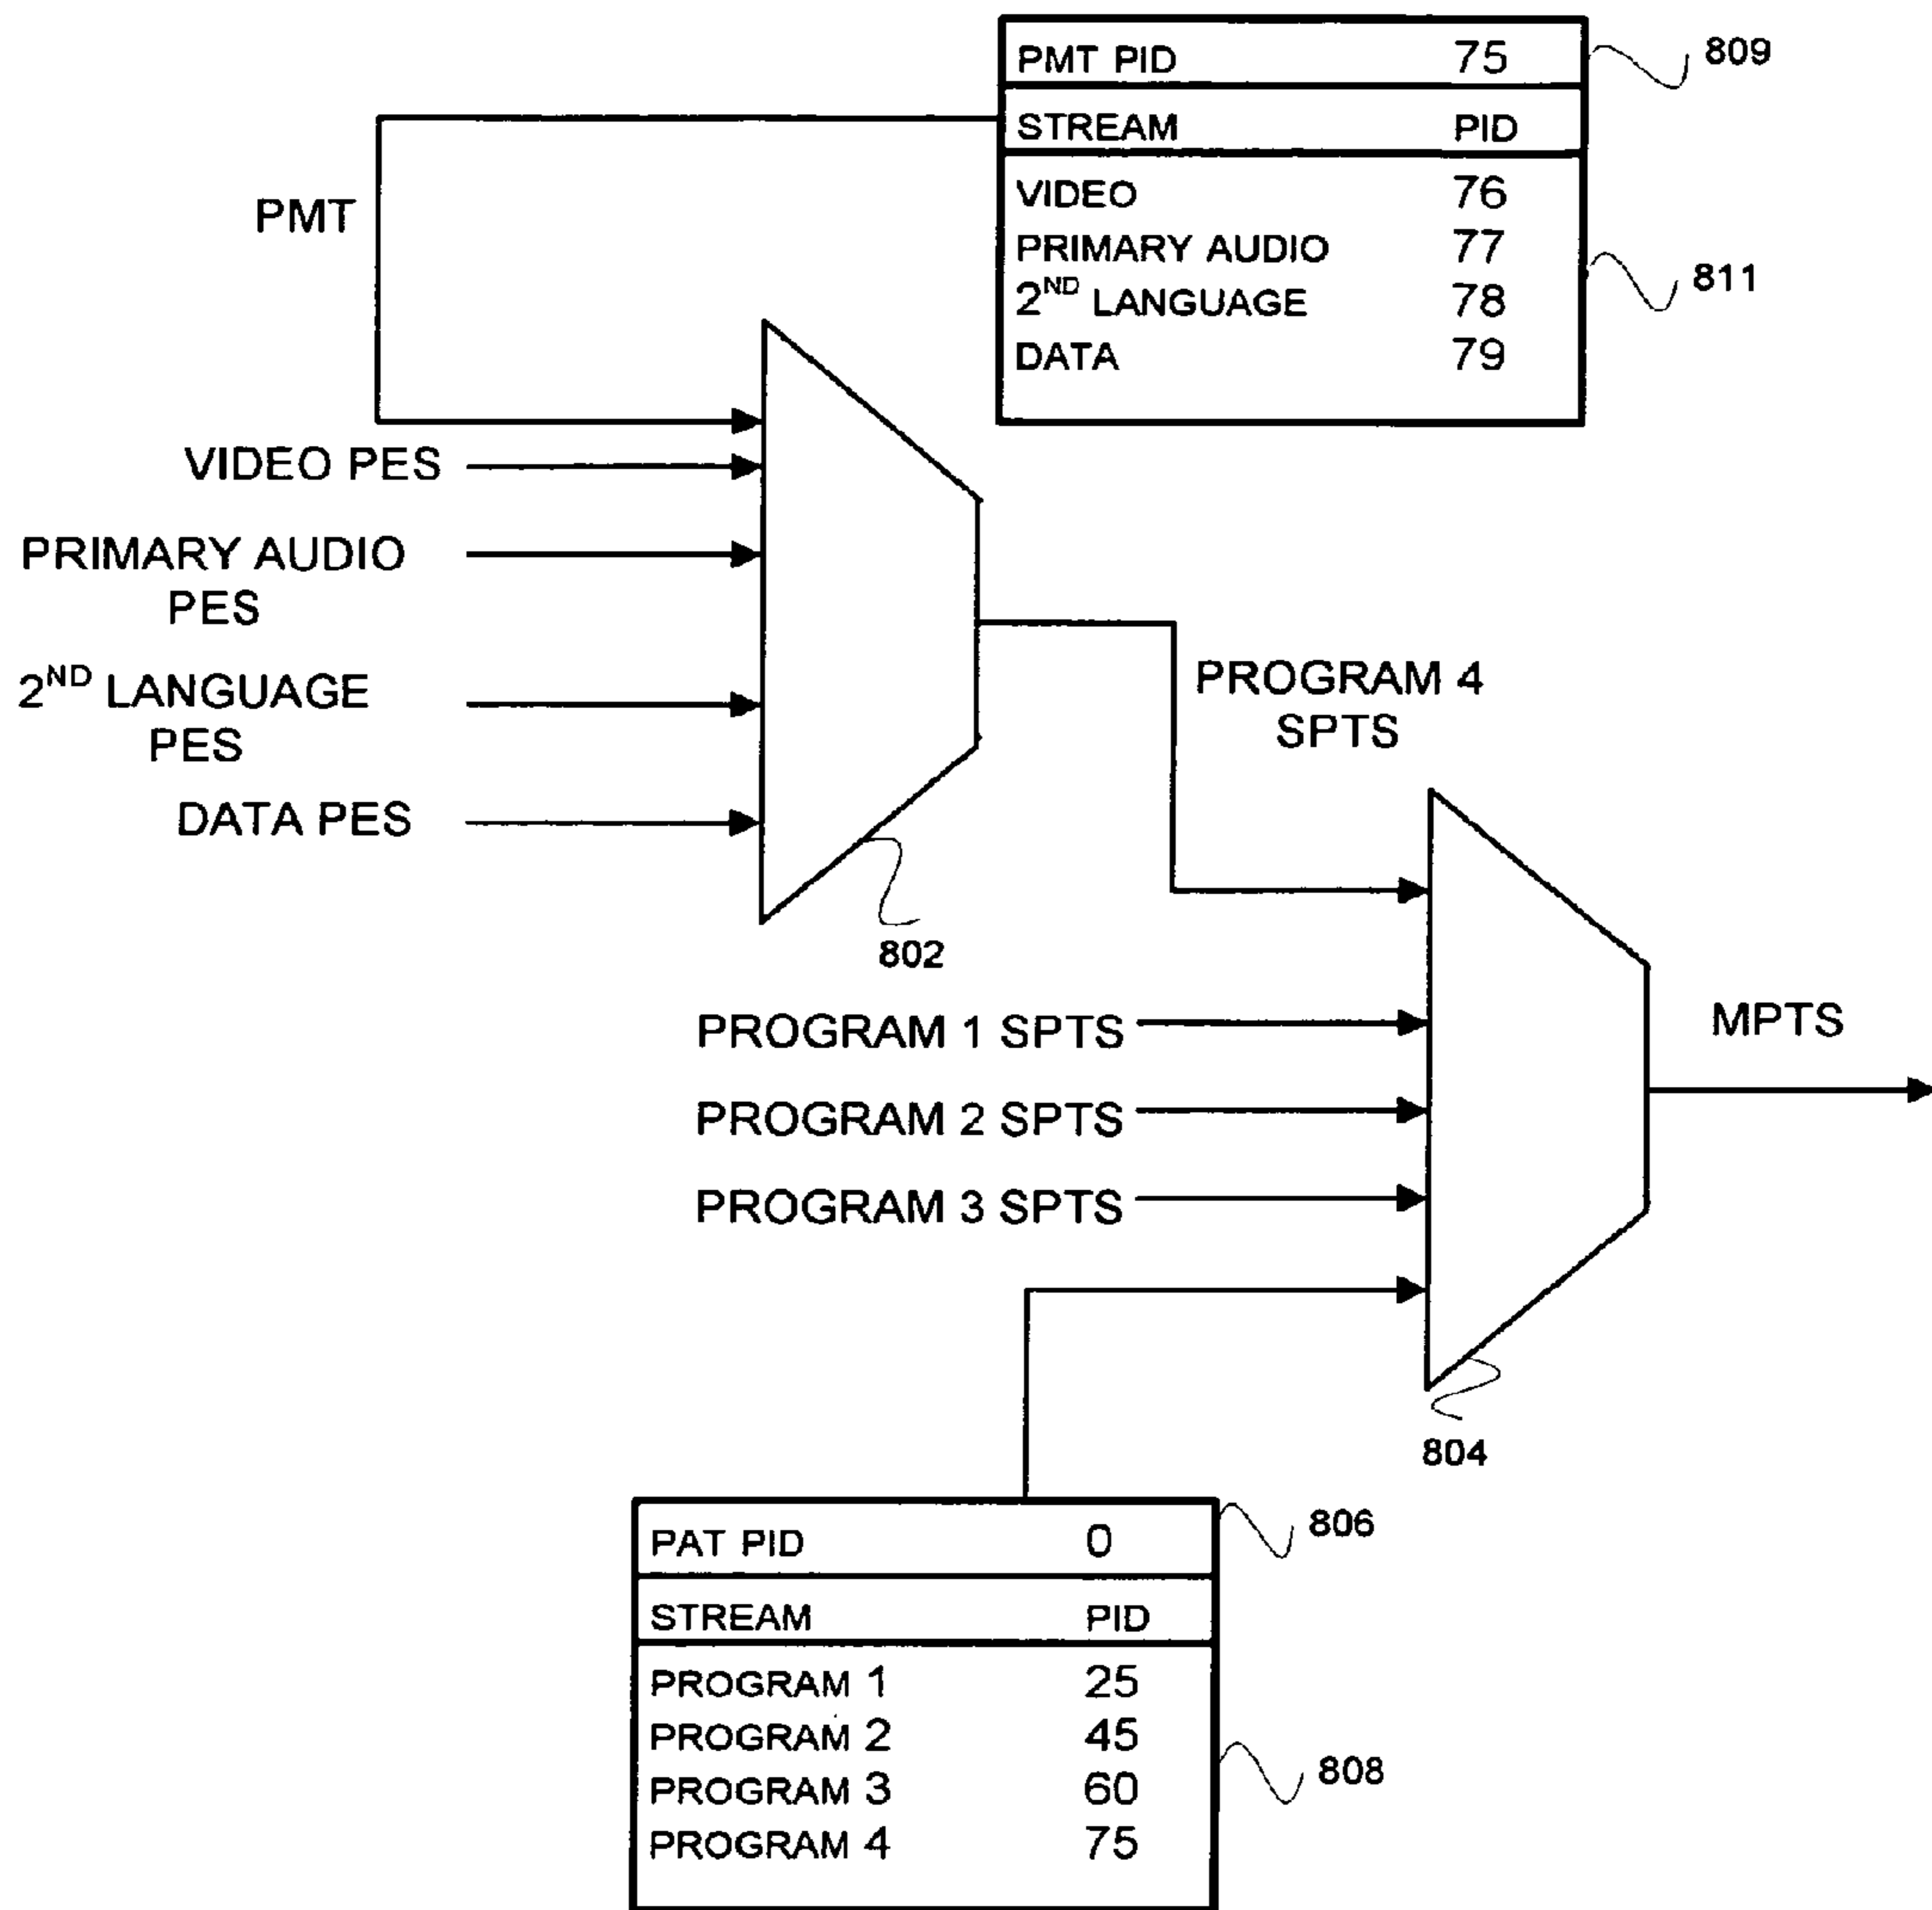 PMT PID 75
809
STREAM PID
VIDEO 76
PRIMARY AUDIO 77
2ND LANGUAGE 78
DATA 79
811
PMT
VIDEO PES
PRIMARY AUDIO
PES
2ND LANGUAGE
PES
DATA PES
802
PROGRAM 4
SPTS
PROGRAM 1 SPTS
PROGRAM 2 SPTS
PROGRAM 3 SPTS
MPTS
804
PAT PID 0
806
STREAM PID
PROGRAM 1 25
PROGRAM 2 45
PROGRAM 3 60
PROGRAM 4 75
808